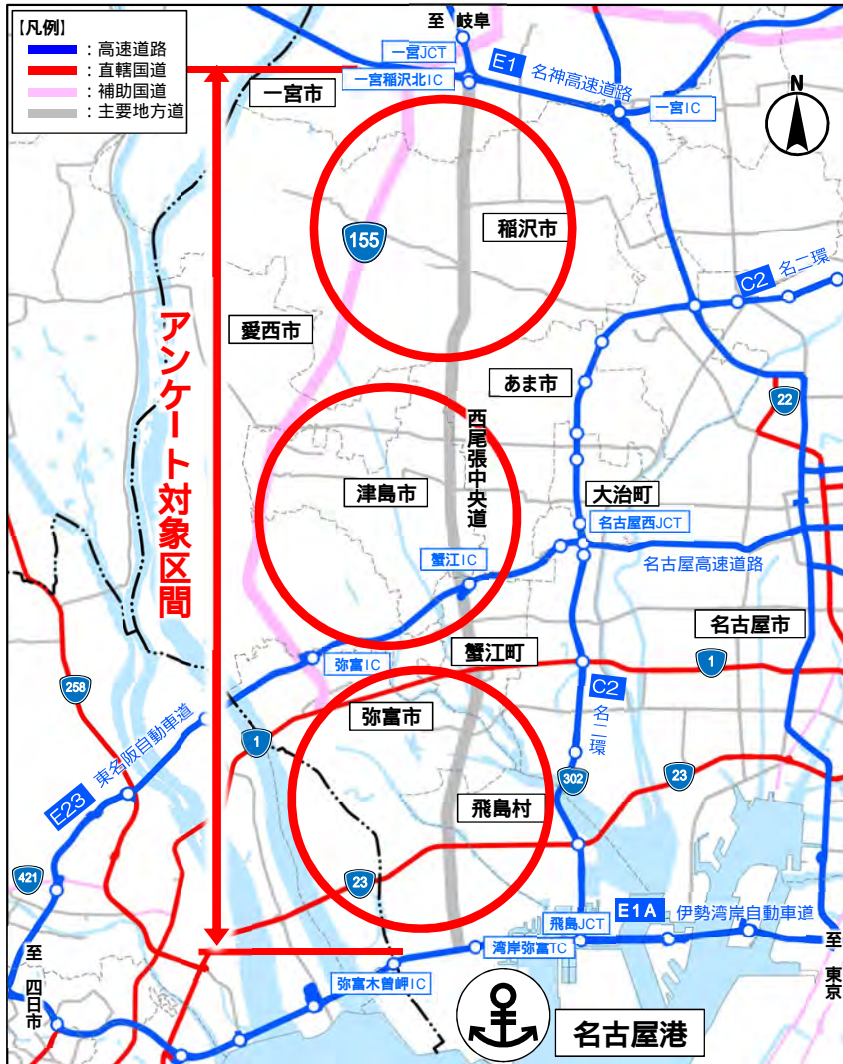 【凡例】
：高速道路
：直轄国道
：補助国道
：主要地方道
至 岐阜
一宮JCT
一宮稲沢北IC
E1 名神高速道路
一宮IC
N
一宮市
稲沢市
155
愛西市
C2 名二環
アンケート対象区間
あま市
22
西尾張中央道
津島市
大治町
名古屋西JCT
蟹江IC
名古屋高速道路
名古屋市
弥富IC
蟹江町
1
258
C2 名二環
弥富市
1
E23 東名阪自動車道
302
23
飛島村
421
23
飛島JCT
E1A 伊勢湾岸自動車道
湾岸弥富TC
至 四日市
弥富木曽岬IC
至 東京
名古屋港